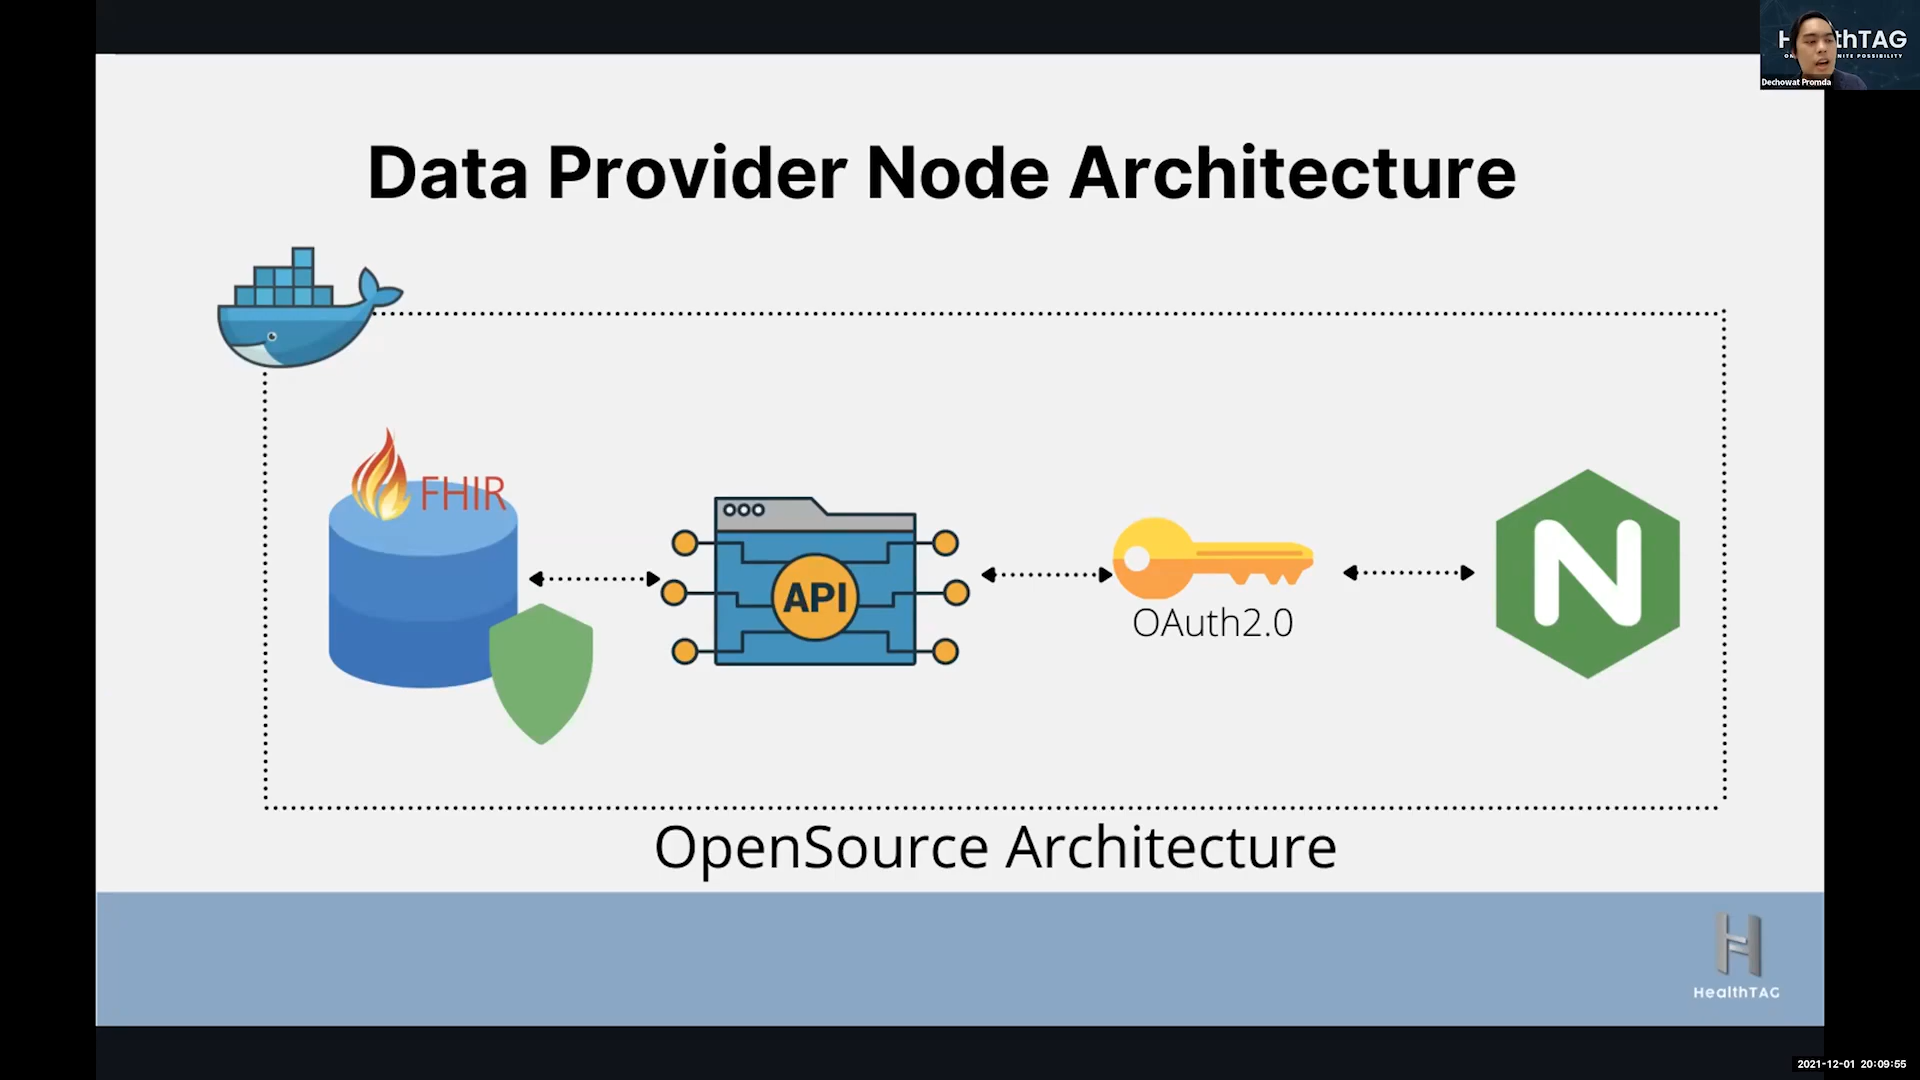 HealthTAG
Dechowat Promda
Data Provider Node Architecture
FHIR
API
OAuth2.0
N
OpenSource Architecture
H
HealthTAG
2021-12-01 20:09:55